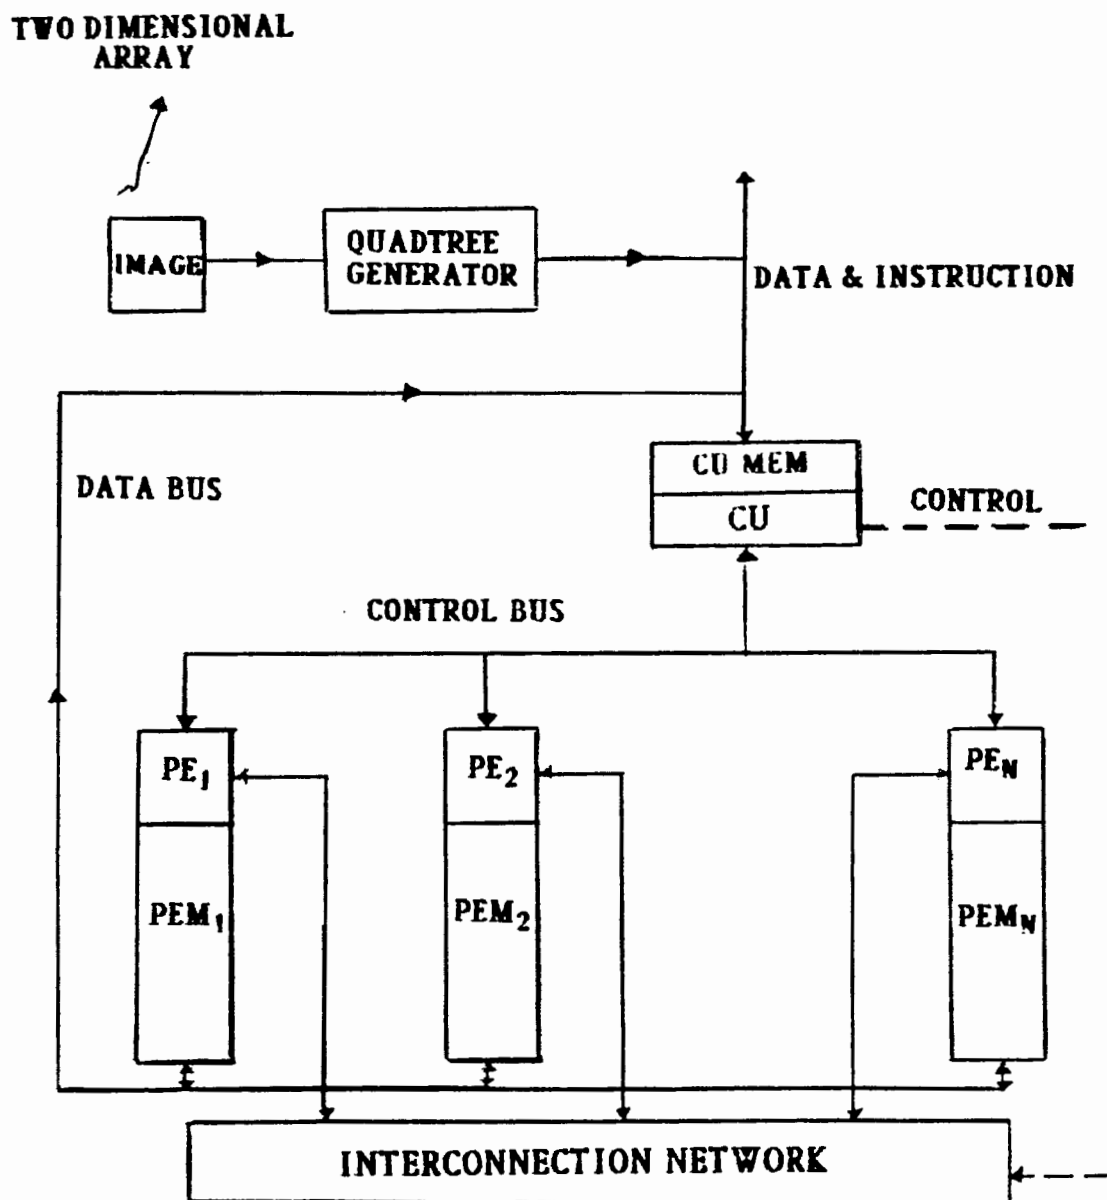 TWO DIMENSIONAL
ARRAY
IMAGE
QUADTREE
GENERATOR
DATA & INSTRUCTION
DATA BUS
CU MEM
CU
CONTROL
CONTROL BUS
PE1
PE2
PEN
PEM1
PEM2
PEMN
INTERCONNECTION NETWORK